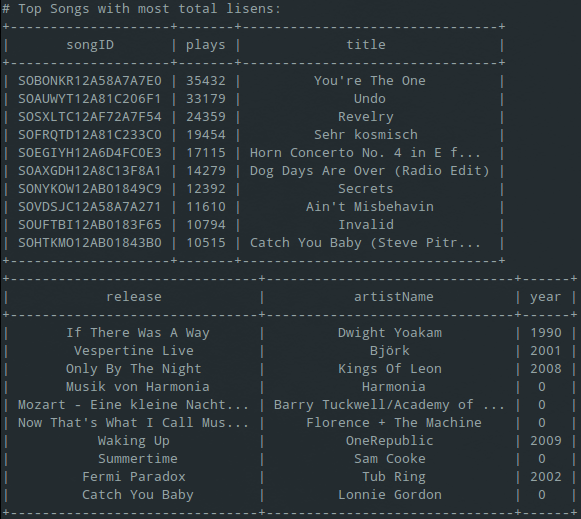 # Top Songs with most total lisens:
+--------------------+-------+--------------------------------+
| songID | plays | title |
+--------------------+-------+--------------------------------+
| SOBONKR12A58A7A7E0 | 35432 | You're The One |
| SOAUWYT12A81C206F1 | 33179 | Undo |
| SOSXLTC12AF72A7F54 | 24359 | Revelry |
| SOFRQTD12A81C233C0 | 19454 | Sehr kosmisch |
| SOEGIYH12A6D4FC0E3 | 17115 | Horn Concerto No. 4 in E f... |
| SOAXGDH12A8C13F8A1 | 14279 | Dog Days Are Over (Radio Edit) |
| SONYKOW12AB01849C9 | 12392 | Secrets |
| SOVDSJC12A58A7A271 | 11610 | Ain't Misbehavin |
| SOUFTBI12AB0183F65 | 10794 | Invalid |
| SOHTKMO12AB01843B0 | 10515 | Catch You Baby (Steve Pitr... |
+--------------------+-------+--------------------------------+
+-------------------------------+-------------------------------+------+
| release | artistName | year |
+-------------------------------+-------------------------------+------+
| If There Was A Way | Dwight Yoakam | 1990 |
| Vespertine Live | Björk | 2001 |
| Only By The Night | Kings Of Leon | 2008 |
| Musik von Harmonia | Harmonia | 0 |
| Mozart - Eine kleine Nacht... | Barry Tuckwell/Academy of ... | 0 |
| Now That's What I Call Mus... | Florence + The Machine | 0 |
| Waking Up | OneRepublic | 2009 |
| Summertime | Sam Cooke | 0 |
| Fermi Paradox | Tub Ring | 2002 |
| Catch You Baby | Lonnie Gordon | 0 |
+-------------------------------+-------------------------------+------+